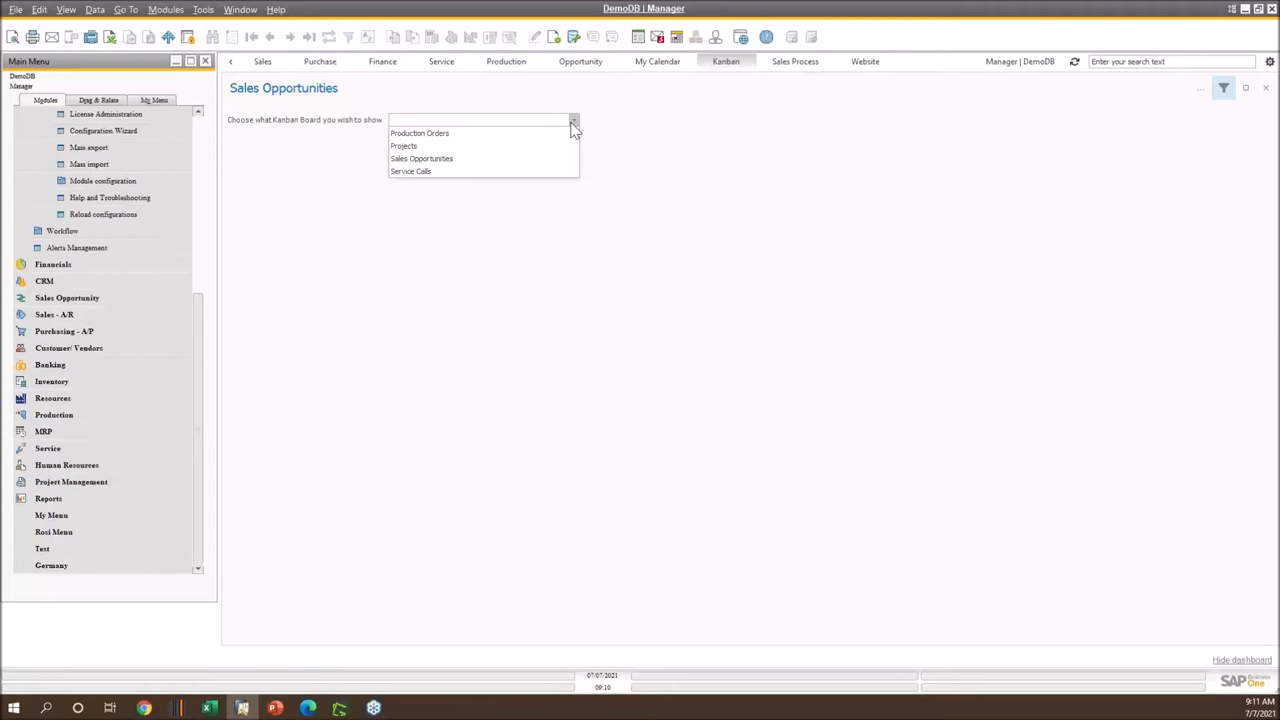 File Edit View Data Go To Modules Tools Window Help
DemoDB | Manager
Main Menu
DemoDB
Manager
Modules Drag & Relate My Menu
License Administration
Configuration Wizard
Mass export
Mass import
Module configuration
Help and Troubleshooting
Reload configurations
Workflow
Alerts Management
Financials
CRM
Sales Opportunity
Sales - A/R
Purchasing - A/P
Customer/ Vendors
Banking
Inventory
Resources
Production
MRP
Service
Human Resources
Project Management
Reports
My Menu
Rosi Menu
Test
Germany
Sales Purchase Finance Service Production Opportunity My Calendar Kanban Sales Process Website
Manager | DemoDB
Enter your search text
Sales Opportunities
...
Choose what Kanban Board you wish to show
Production Orders
Projects
Sales Opportunities
Service Calls
Hide dashboard
07/07/2021
09:10
SAP Business One
9:11 AM
7/7/2021